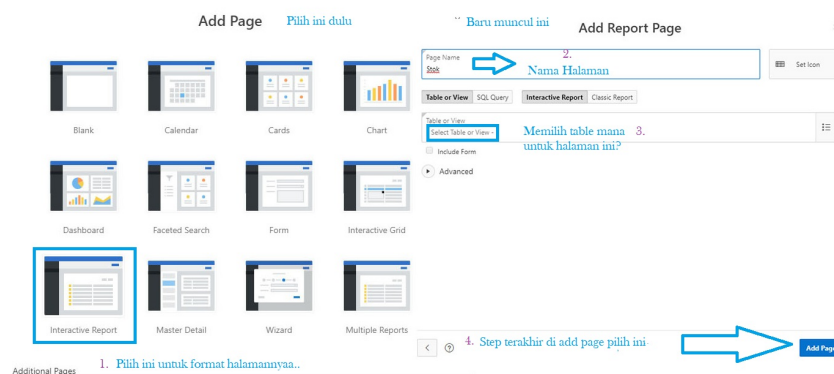 Add Page
Pilih ini dulu
Blank
Calendar
Cards
Chart
Dashboard
Faceted Search
Form
Interactive Grid
Interactive Report
Master Detail
Wizard
Multiple Reports
Additional Pages
1. Pilih ini untuk format halamannyaa..
.. Baru muncul ini
Add Report Page
Page Name
Stok
2.
Nama Halaman
Set Icon
Table or View
SQL Query
Interactive Report
Classic Report
Table or View
Select Table or View -
Memilih table mana 3.
untuk halaman ini?
Include Form
Advanced
4. Step terakhir di add page pilih ini
Add Page